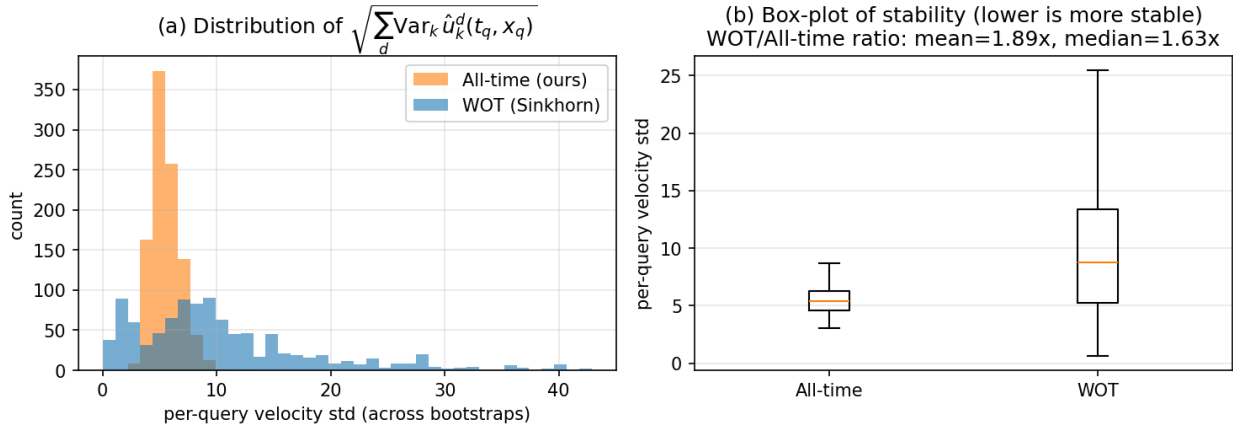 (a) Distribution of √∑_d Var_k û_k^d(t_q, x_q)
All-time (ours)
WOT (Sinkhorn)
count
350
300
250
200
150
100
50
0
0 10 20 30 40
per-query velocity std (across bootstraps)
(b) Box-plot of stability (lower is more stable)
WOT/All-time ratio: mean=1.89x, median=1.63x
per-query velocity std
25
20
15
10
5
0
All-time WOT